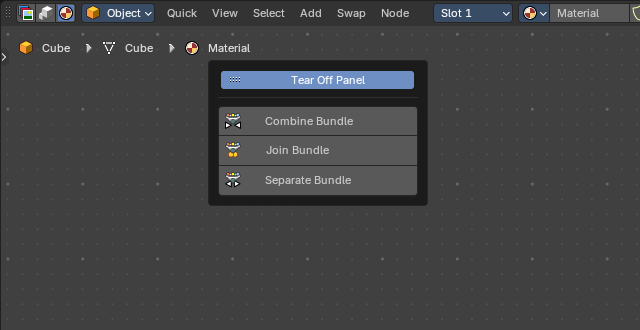 Object Quick View Select Add Swap Node Slot 1 Material
Cube Cube Material
Tear Off Panel
Combine Bundle
Join Bundle
Separate Bundle